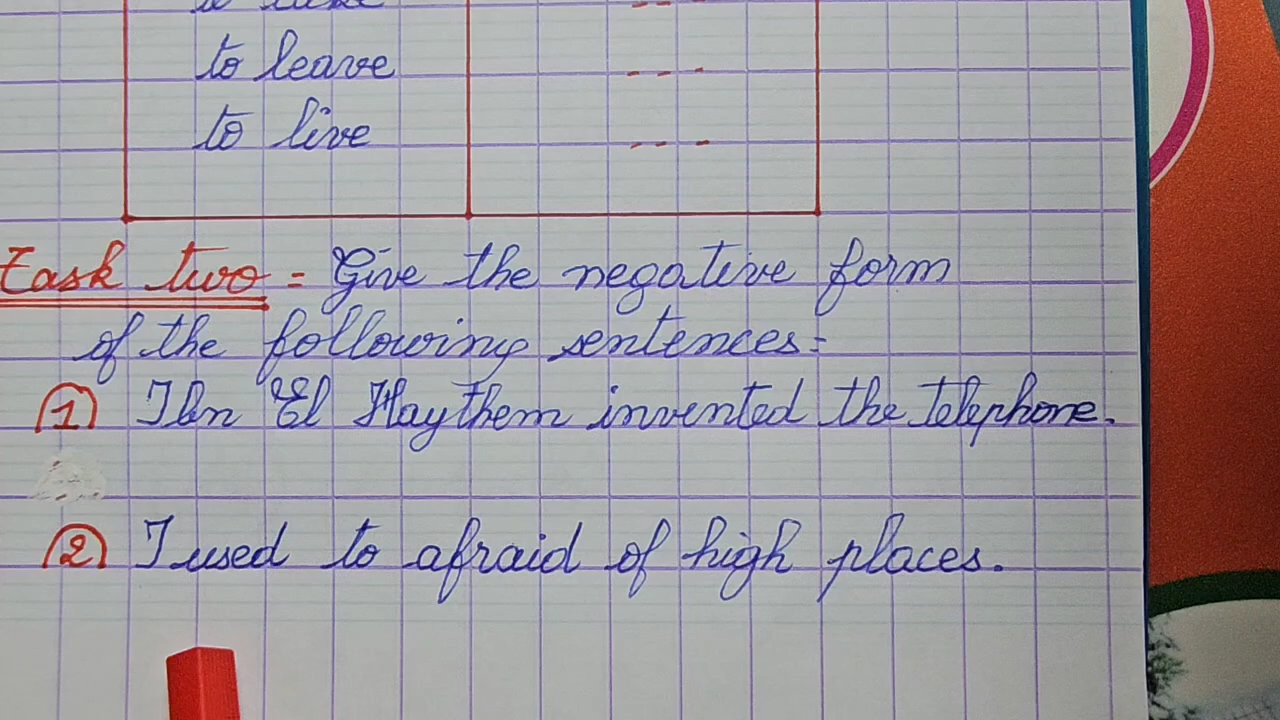 to leave
---
to live
---
Task two = Give the negative form
of the following sentences:
1 Ibn El Haythem invented the telephone.
2 I used to afraid of high places.